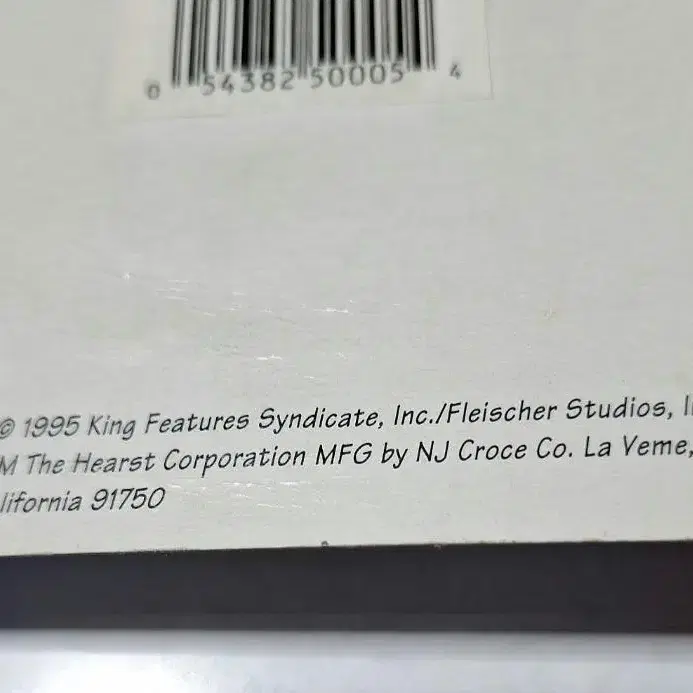 0 54382 50005 4
© 1995 King Features Syndicate, Inc./Fleischer Studios, I
M The Hearst Corporation MFG by NJ Croce Co. La Veme,
lifornia 91750